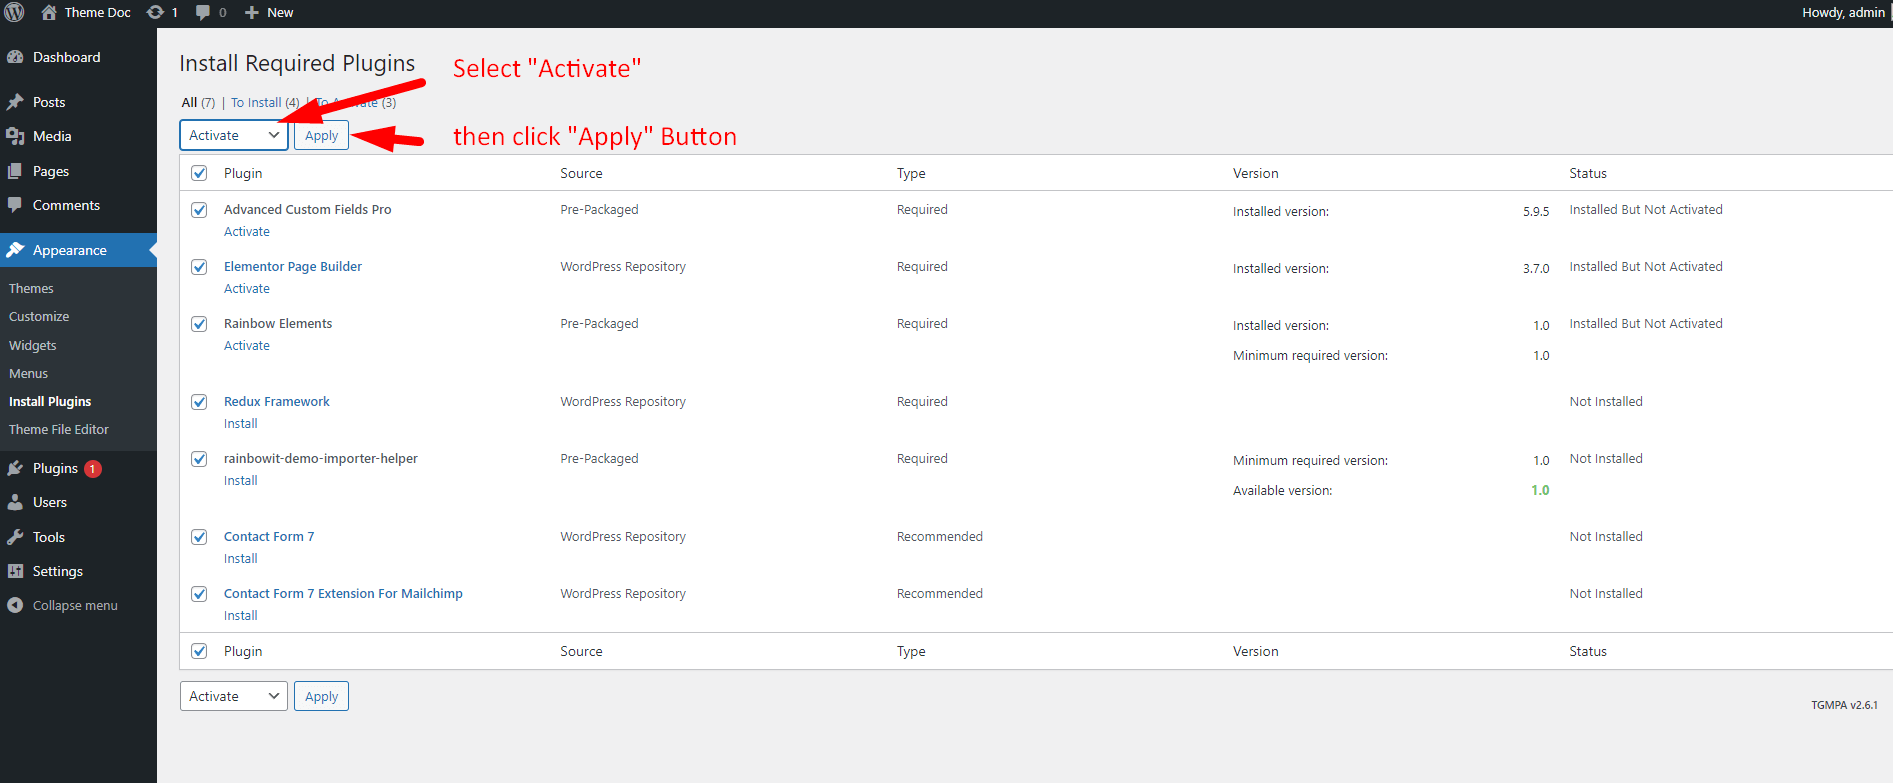 Theme Doc 1 0 New Howdy, admin
Dashboard
Posts
Media
Pages
Comments
Appearance
Themes
Customize
Widgets
Menus
Install Plugins
Theme File Editor
Plugins 1
Users
Tools
Settings
Collapse menu
Install Required Plugins
Select "Activate"
All (7) | To Install (4) | To Activate (3)
Activate Apply
then click "Apply" Button
Plugin Source Type Version Status
Advanced Custom Fields Pro Pre-Packaged Required Installed version: 5.9.5 Installed But Not Activated
Activate
Elementor Page Builder WordPress Repository Required Installed version: 3.7.0 Installed But Not Activated
Activate
Rainbow Elements Pre-Packaged Required Installed version: 1.0 Installed But Not Activated
Activate
Minimum required version: 1.0
Redux Framework WordPress Repository Required Not Installed
Install
rainbowit-demo-importer-helper Pre-Packaged Required Minimum required version: 1.0 Not Installed
Install
Available version: 1.0
Contact Form 7 WordPress Repository Recommended Not Installed
Install
Contact Form 7 Extension For Mailchimp WordPress Repository Recommended Not Installed
Install
Plugin Source Type Version Status
Activate Apply
TGMPA v2.6.1